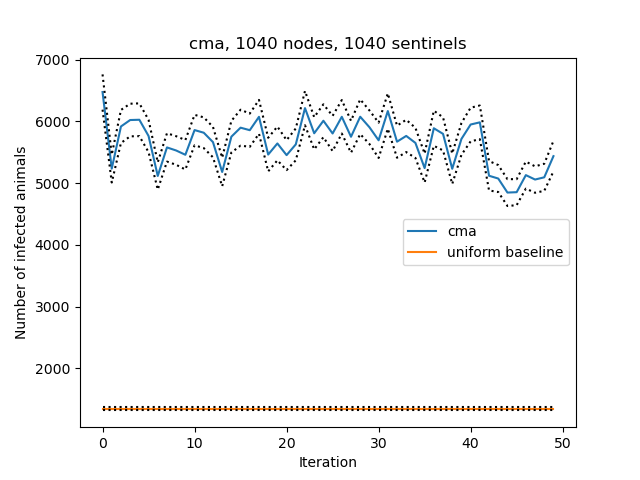 cma, 1040 nodes, 1040 sentinels
7000
6000
5000
4000
3000
2000
Number of infected animals
cma
uniform baseline
0 10 20 30 40 50
Iteration